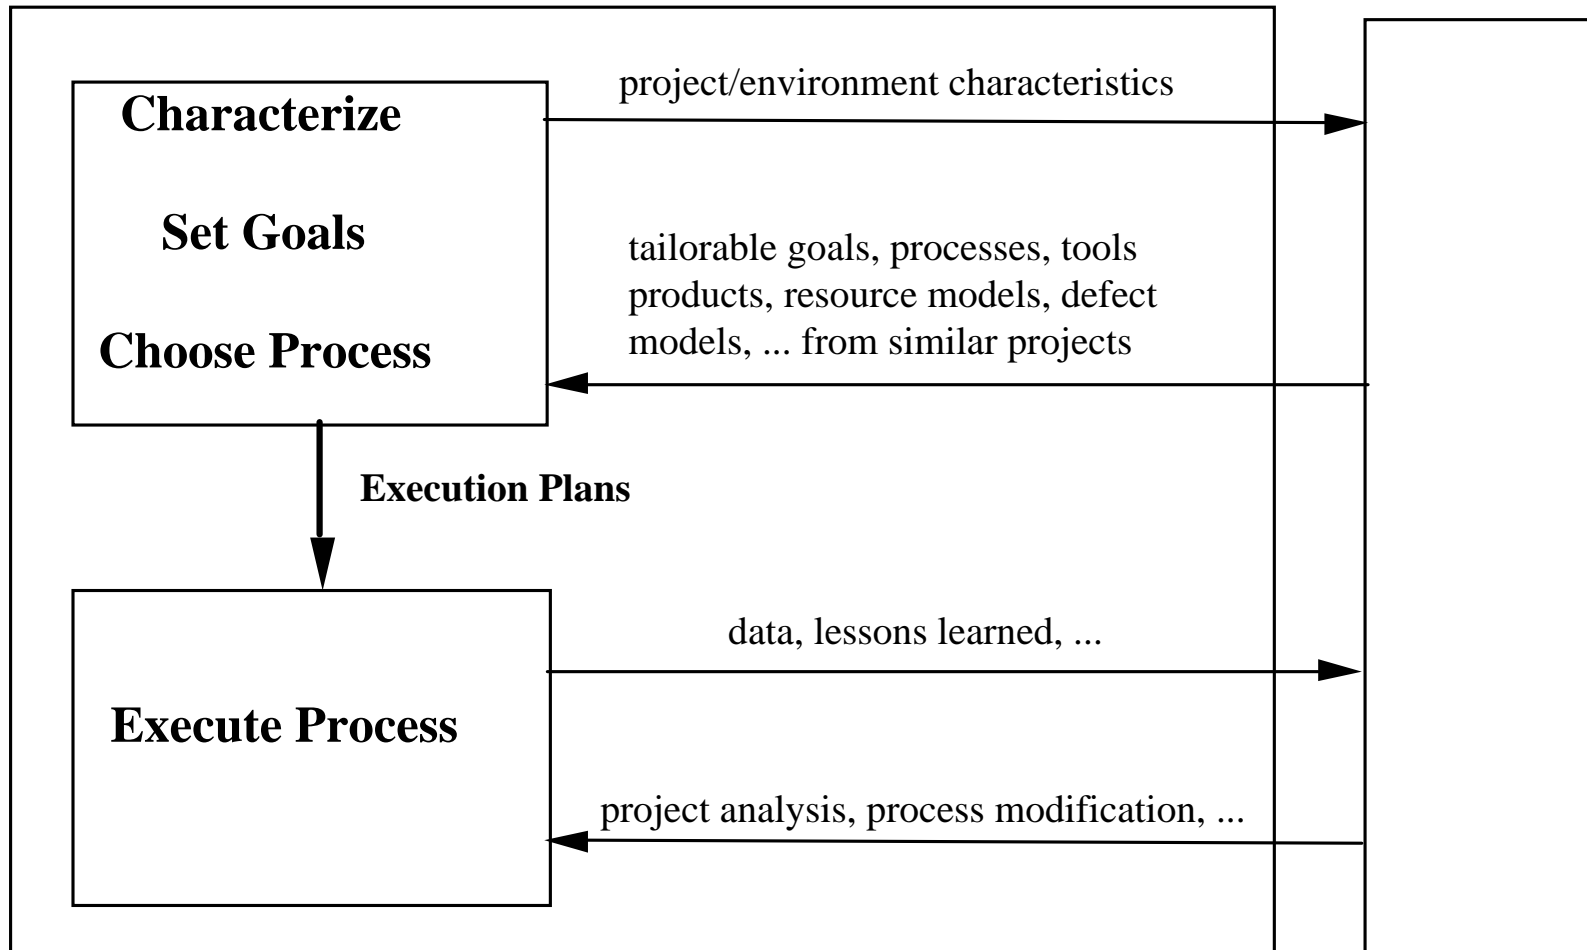 Characterize
project/environment characteristics
Set Goals
tailorable goals, processes, tools
products, resource models, defect
models, ... from similar projects
Choose Process
Execution Plans
data, lessons learned, ...
Execute Process
project analysis, process modification, ...